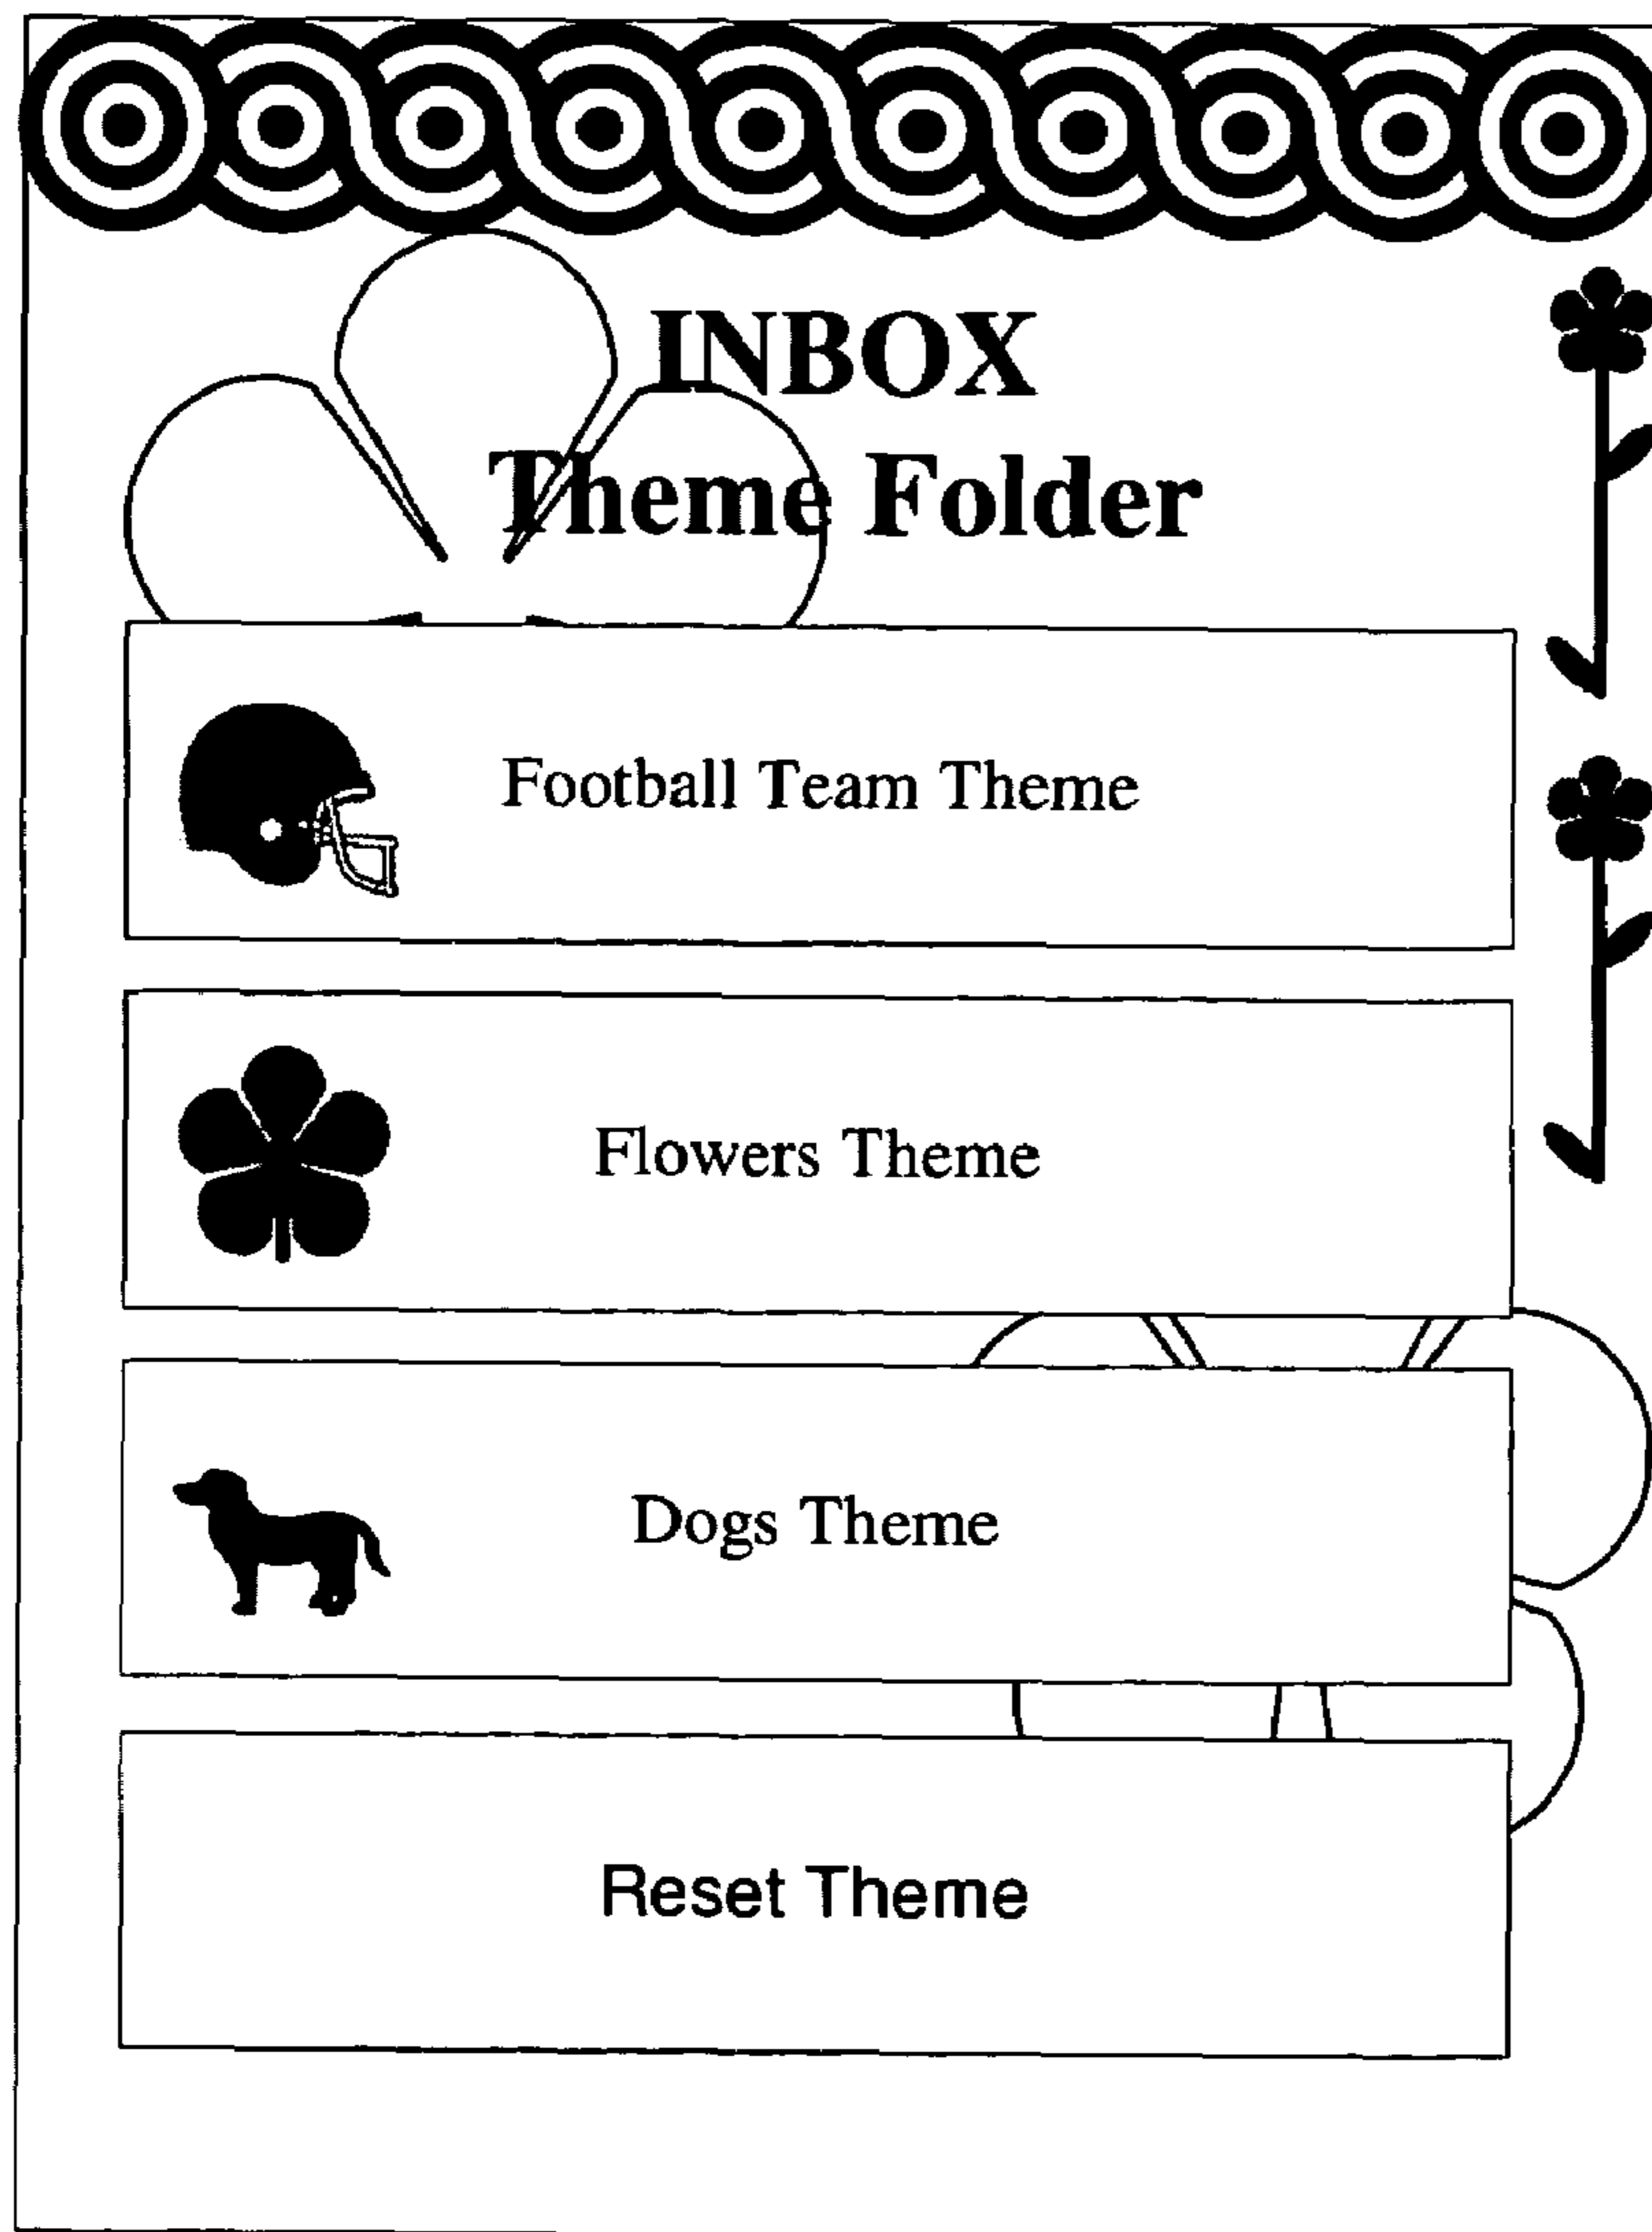 INBOX
Theme Folder
Football Team Theme
Flowers Theme
Dogs Theme
Reset Theme